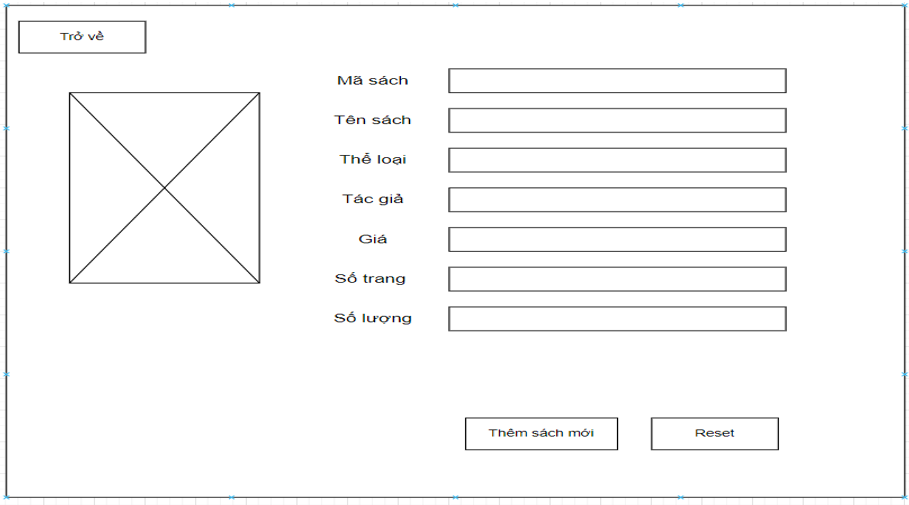 Trở về
Mã sách
Tên sách
Thể loại
Tác giả
Giá
Số trang
Số lượng
Thêm sách mới
Reset